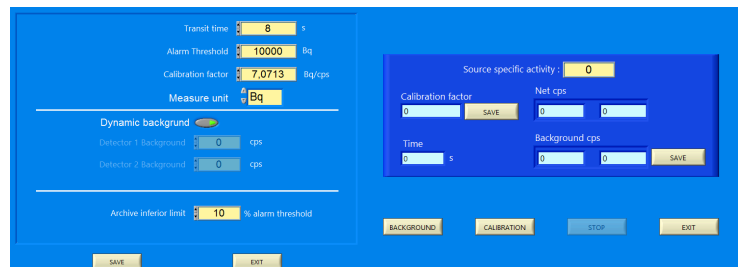 Transit time 8 s
Alarm Threshold 10000 Bq
Calibration factor 7,0713 Bq/cps
Measure unit Bq
Dynamic backgrund
Detector 1 Background 0 cps
Detector 2 Background 0 cps
Archive inferior limit 10 % alarm threshold
SAVE EXIT
Source specific activity : 0
Calibration factor Net cps
0 SAVE 0 0
Time Background cps
0 s 0 0 SAVE
BACKGROUND CALIBRATION STOP EXIT